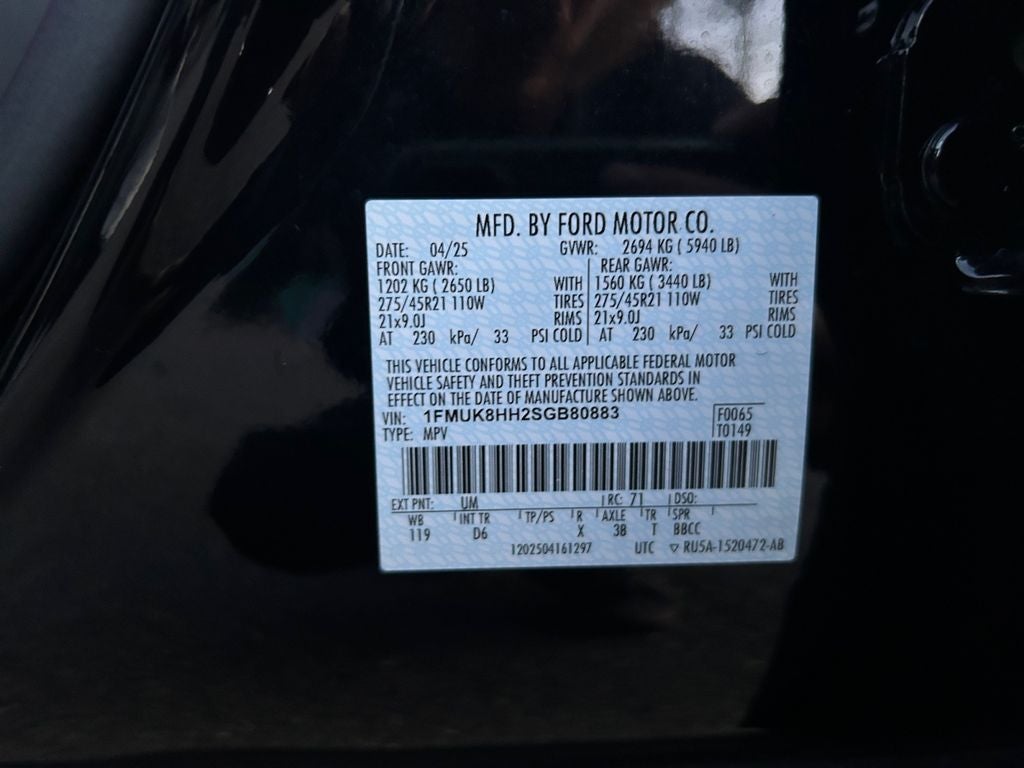 MFD. BY FORD MOTOR CO.
DATE: 04/25 GVWR: 2694 KG ( 5940 LB)
FRONT GAWR: REAR GAWR:
1202 KG ( 2650 LB) WITH 1560 KG ( 3440 LB) WITH
275/45R21 110W TIRES 275/45R21 110W TIRES
21x9.0J RIMS 21x9.0J RIMS
AT 230 kPa/ 33 PSI COLD AT 230 kPa/ 33 PSI COLD
THIS VEHICLE CONFORMS TO ALL APPLICABLE FEDERAL MOTOR
VEHICLE SAFETY AND THEFT PREVENTION STANDARDS IN
EFFECT ON THE DATE OF MANUFACTURE SHOWN ABOVE.
VIN: 1FMUK8HH2SGB80883 F0065
TYPE: MPV T0149
EXT PNT: UM RC: 71 DSO:
WB INT TR TP/PS R AXLE TR SPR
119 D6 X 38 T BBCC
1202504161297 UTC ▽ RU5A-1520472-AB